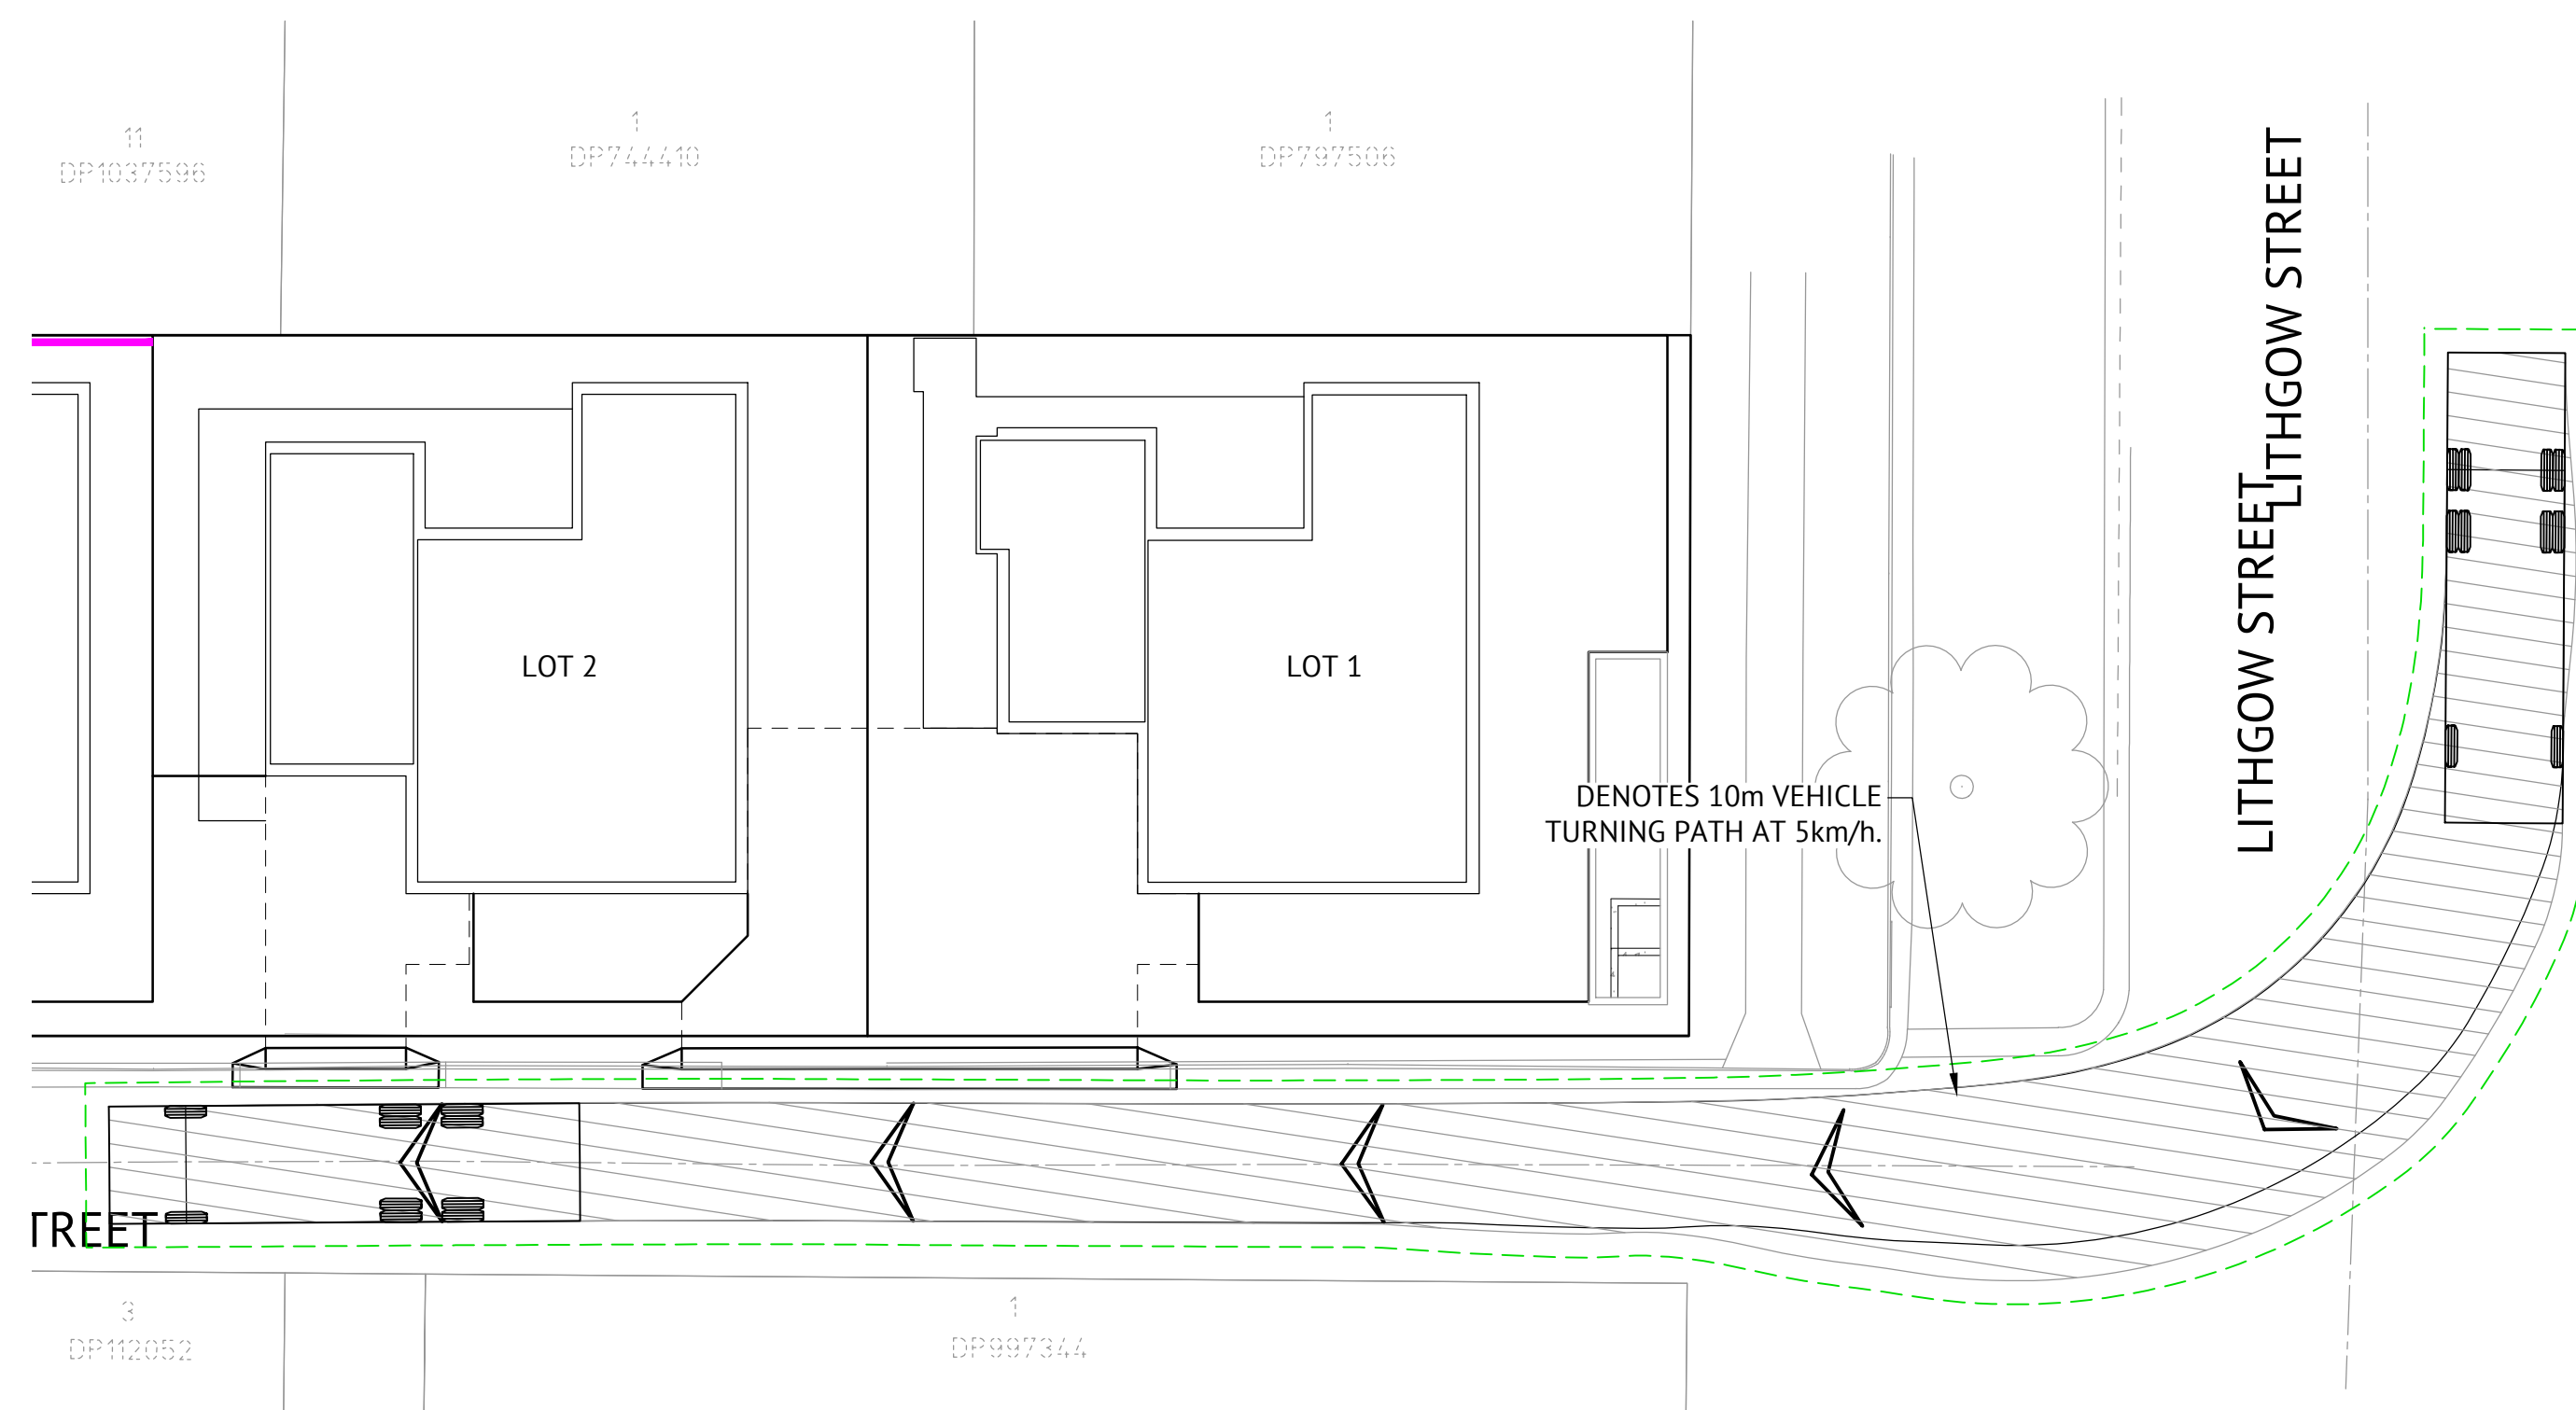 11
DP1037596
1
DP744410
1
DP797506
LITHGOW STREET
LITHGOW STREET
LOT 2
LOT 1
DENOTES 10m VEHICLE
TURNING PATH AT 5km/h.
TREET
3
DP112052
1
DP997344